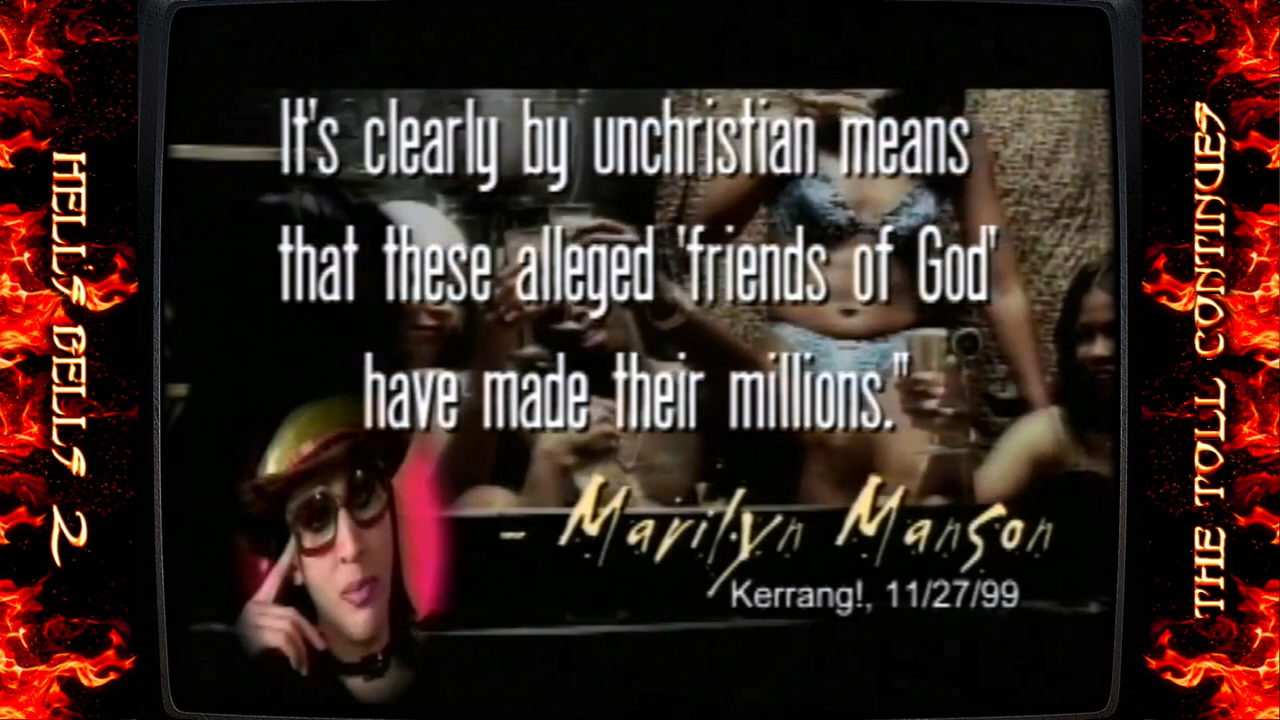 HELL'S BELLS 2
It's clearly by unchristian means
that these alleged 'friends of God'
have made their millions."
- Marilyn Manson
Kerrang!, 11/27/99
THE TOLL CONTINUES